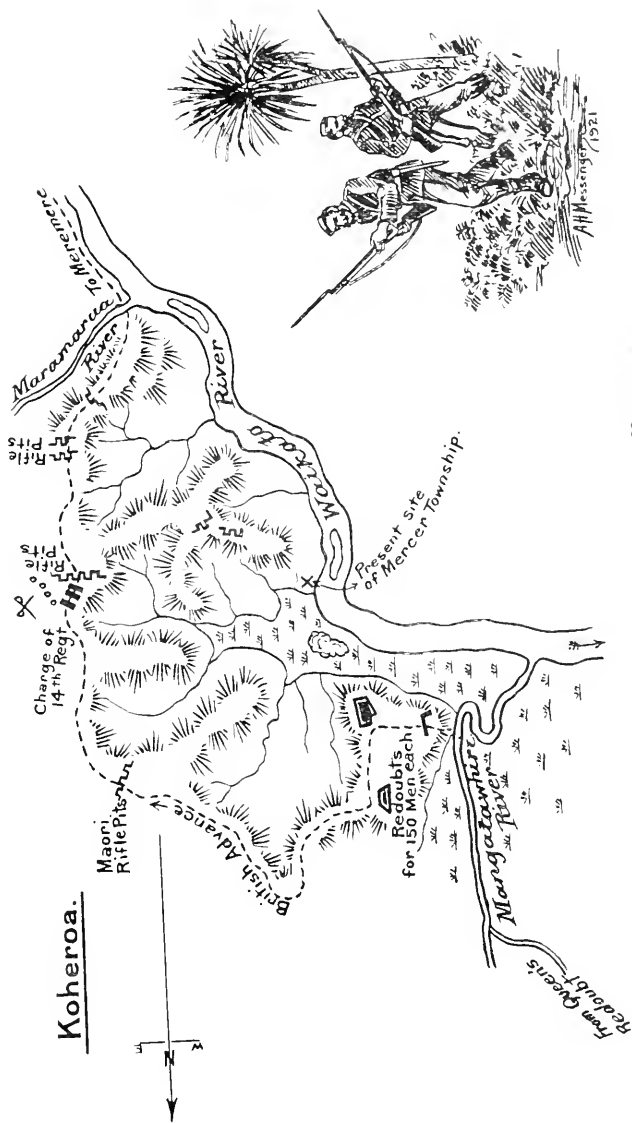 Koheroa.
N
E
W
Maori
Rifle Pits
British Advance
Charge of
14th Regt
Rifle
Pits
Rifle
Pits
Maramarua
River
To Meremere
Waikato
River
Present Site
of Mercer Township.
Redoubts
for 150 Men each
Mangatawhiri
River
From Queen's
Redoubt
AHMessenger
1921